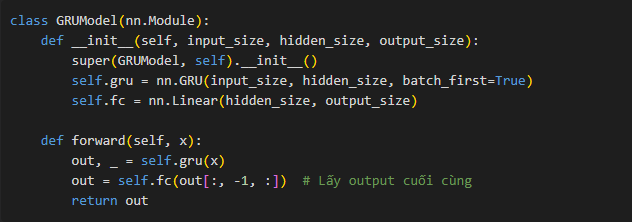 class GRUModel(nn.Module):
    def __init__(self, input_size, hidden_size, output_size):
        super(GRUModel, self).__init__()
        self.gru = nn.GRU(input_size, hidden_size, batch_first=True)
        self.fc = nn.Linear(hidden_size, output_size)

    def forward(self, x):
        out, _ = self.gru(x)
        out = self.fc(out[:, -1, :])  # Lấy output cuối cùng
        return out